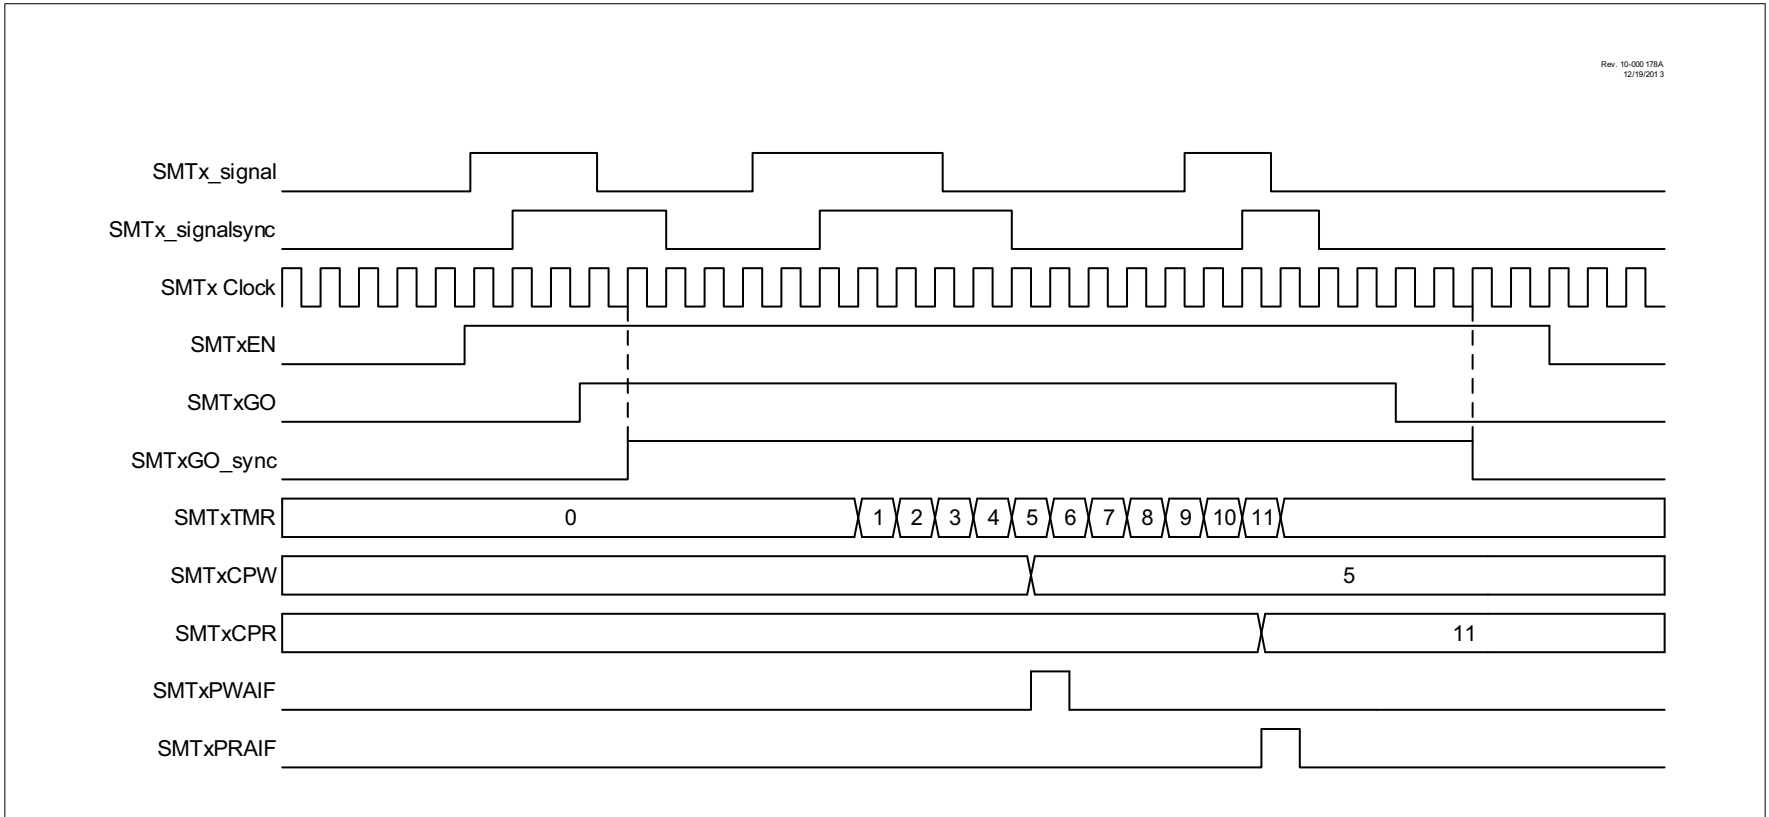 Rev. 10-000 178A
12/19/201 3
SMTx_signal
SMTx_signalsync
SMTx Clock
SMTxEN
SMTxGO
SMTxGO_sync
SMTxTMR 0 1 2 3 4 5 6 7 8 9 10 11
SMTxCPW 5
SMTxCPR 11
SMTxPWAIF
SMTxPRAIF